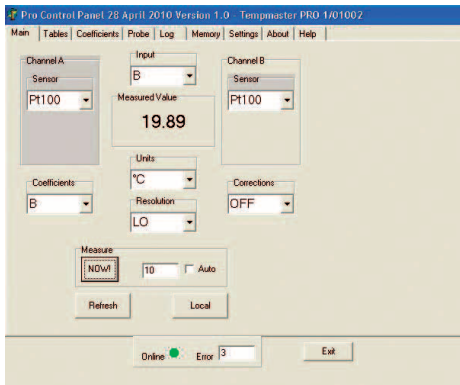 Pro Control Panel 28 April 2010 Version 1.0 - Tempmaster PRO 1/01002
Main Tables Coefficients Probe Log Memory Settings About Help
Channel A
Sensor
Pt100
Input
B
Measured Value
19.89
Channel B
Sensor
Pt100
Units
°C
Coefficients
B
Resolution
LO
Corrections
OFF
Measure
NOW! 10 Auto
Refresh Local
Online Error 3 Exit